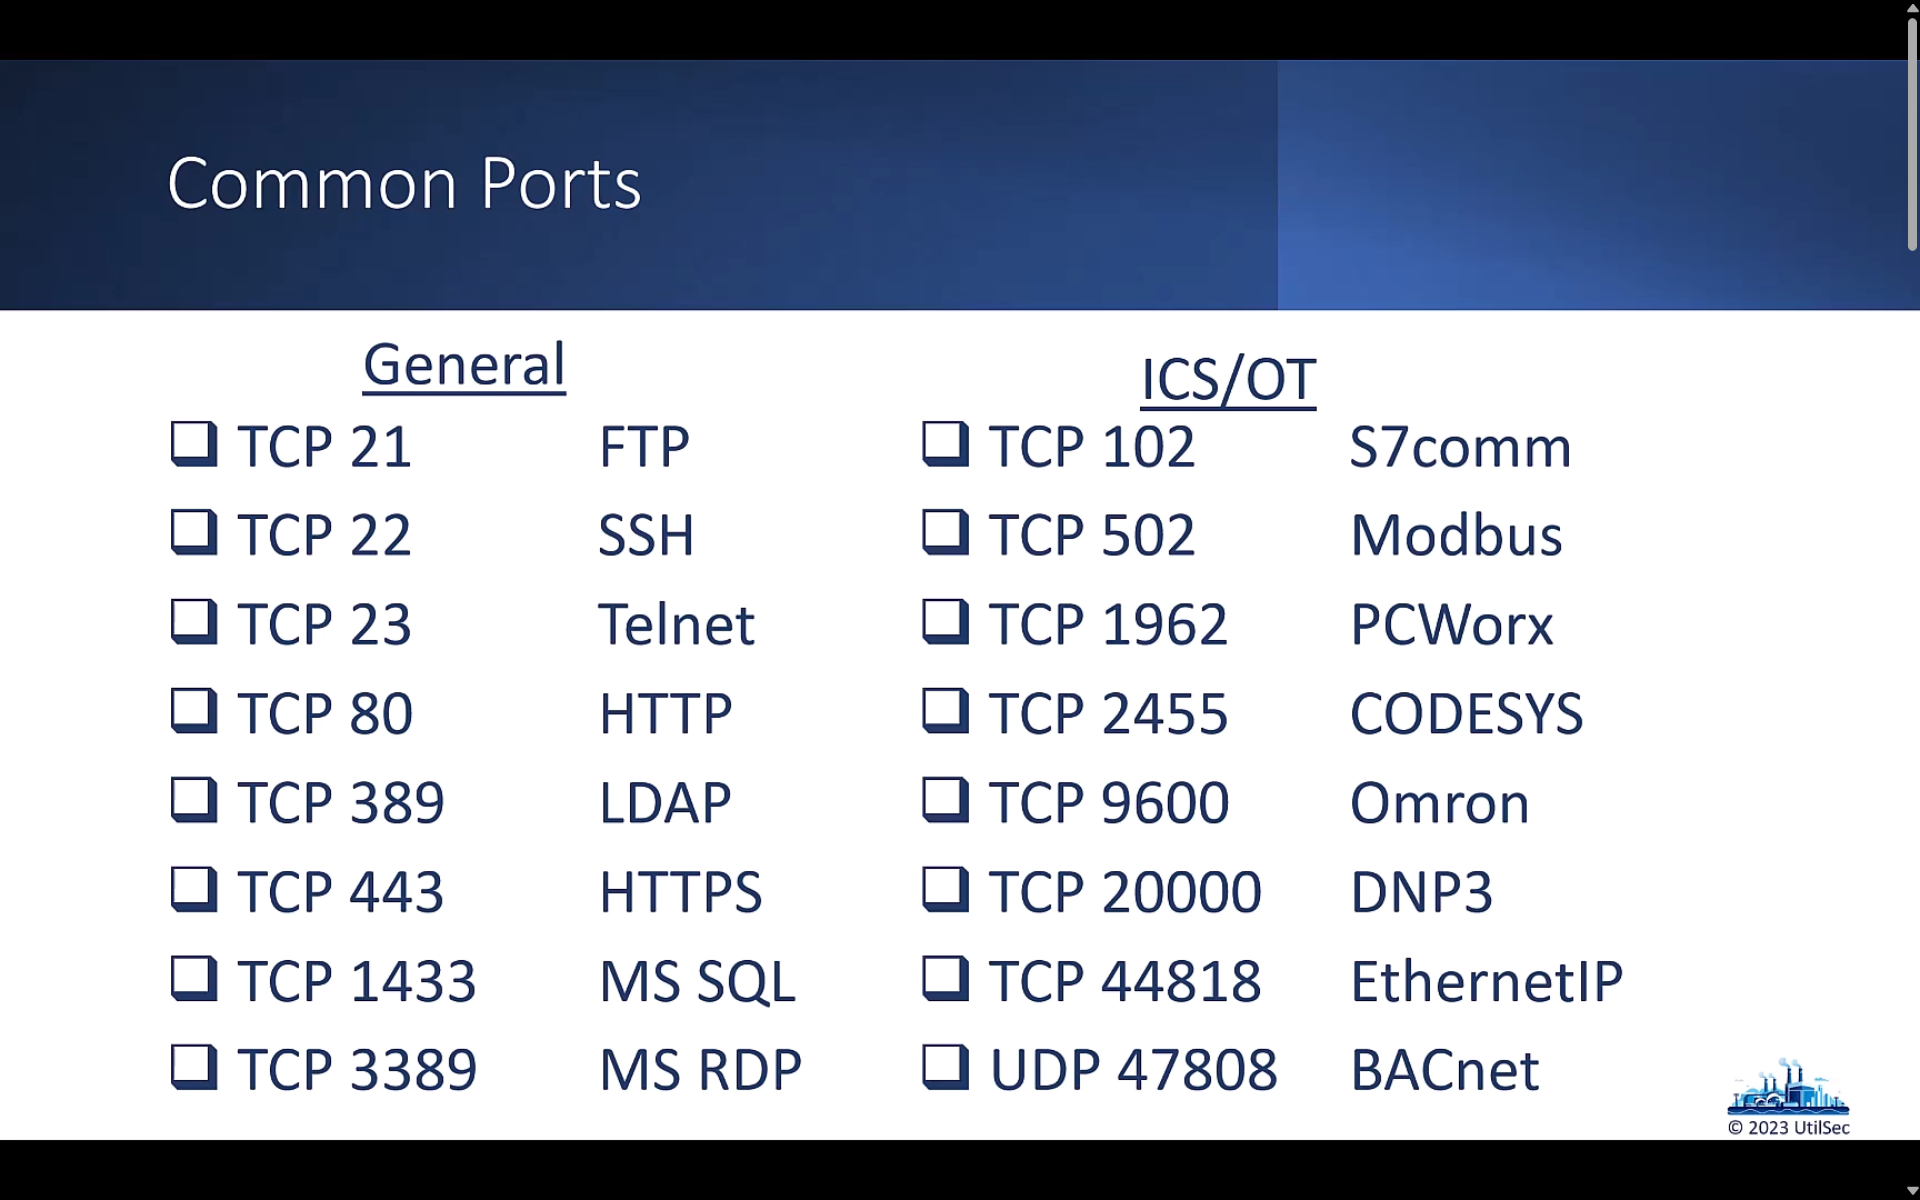 Common Ports
General
TCP 21 FTP
TCP 22 SSH
TCP 23 Telnet
TCP 80 HTTP
TCP 389 LDAP
TCP 443 HTTPS
TCP 1433 MS SQL
TCP 3389 MS RDP
ICS/OT
TCP 102 S7comm
TCP 502 Modbus
TCP 1962 PCWorx
TCP 2455 CODESYS
TCP 9600 Omron
TCP 20000 DNP3
TCP 44818 EthernetIP
UDP 47808 BACnet
© 2023 UtilSec